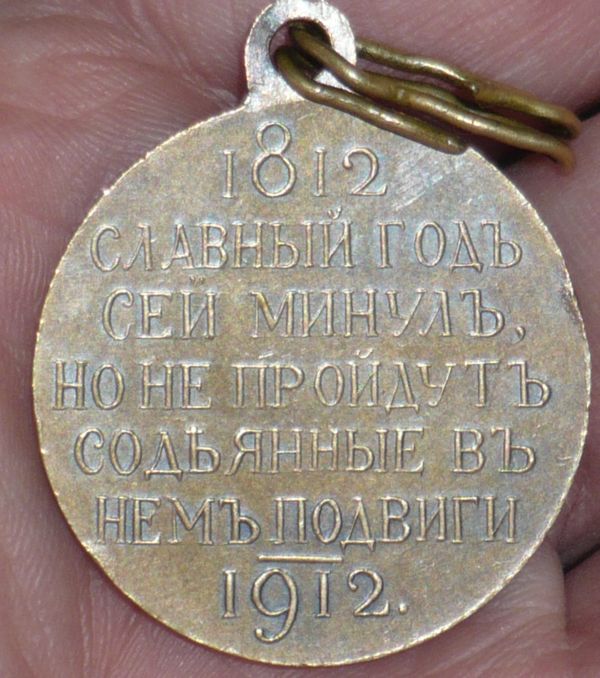 1812
СЛАВНЫЙ ГОДЪ
СЕЙ МИНУЛЪ,
НО НЕ ПРОЙДУТЪ
СОДѢЯННЫЕ ВЪ
НЕМЪ ПОДВИГИ
1912.